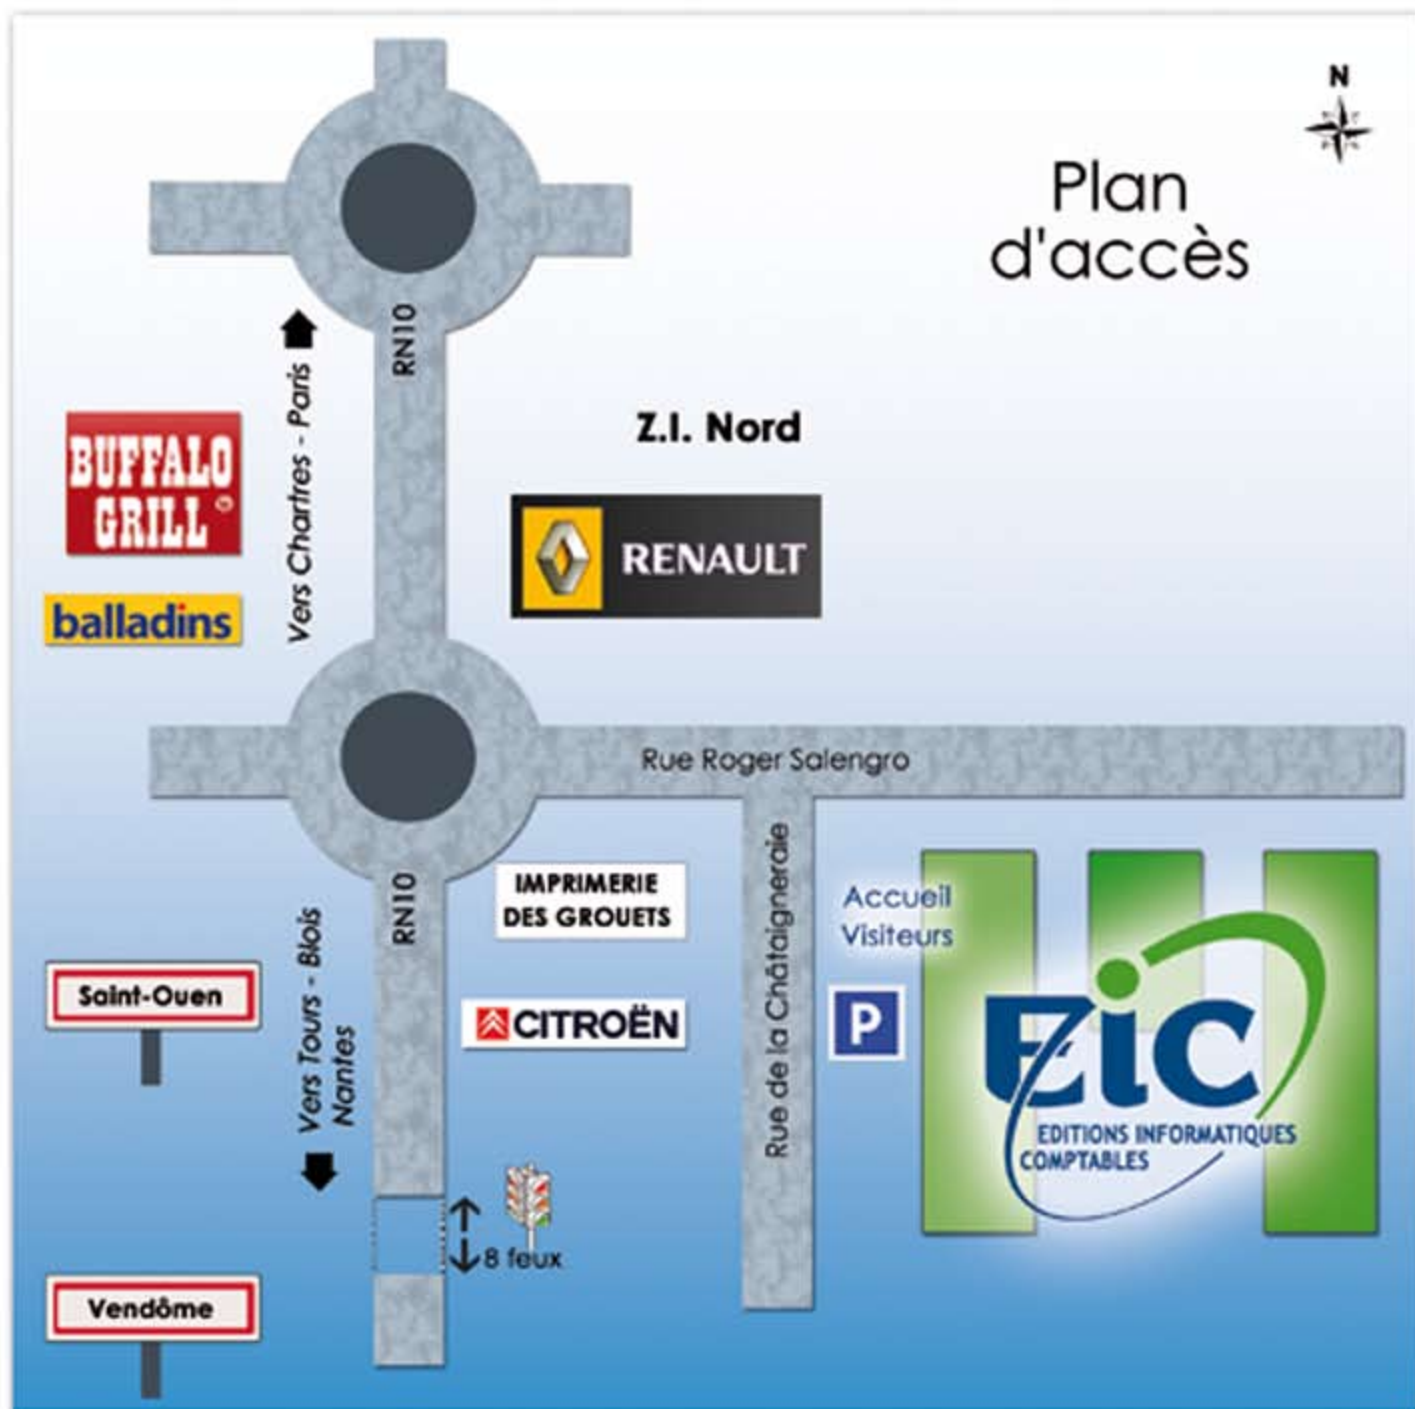 N
Plan
d'accès
RN10
Vers Chartres - Paris
Z.I. Nord
BUFFALO
GRILL
RENAULT
balladins
Rue Roger Salengro
RN10
IMPRIMERIE
DES GROUETS
Rue de la Châtaigneraie
Accueil
Visiteurs
Saint-Ouen
Vers Tours - Blois
Nantes
CITROËN
P
Eic
EDITIONS INFORMATIQUES
COMPTABLES
8 feux
Vendôme